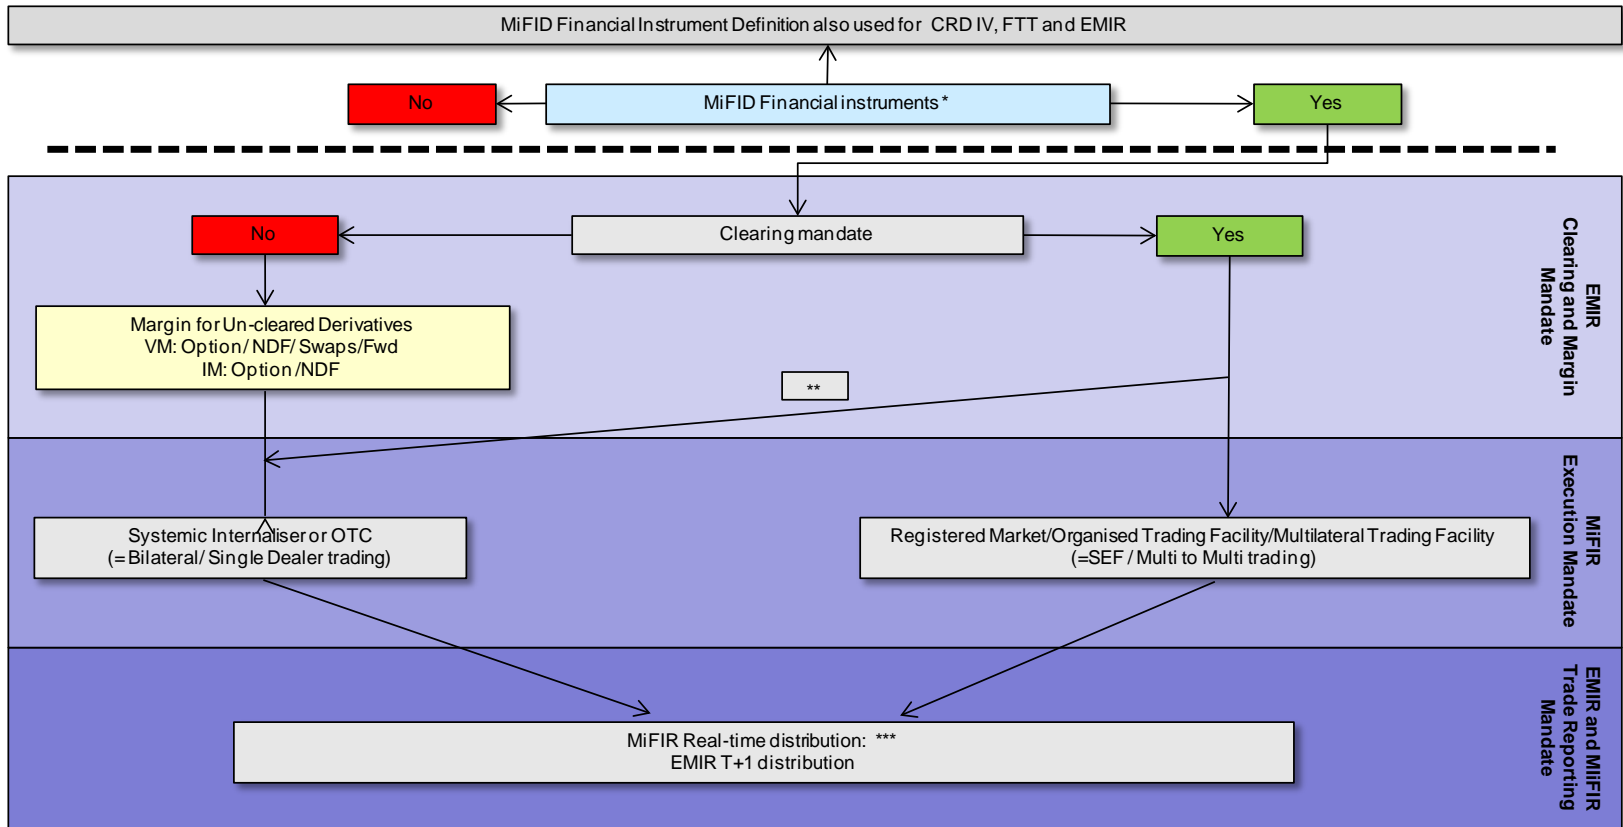 MiFID Financial Instrument Definition also used for CRD IV, FTT and EMIR
No
MiFID Financial instruments *
Yes
No
Clearing mandate
Yes
EMIR
Clearing and Margin
Mandate
Margin for Un-cleared Derivatives
VM: Option / NDF/ Swaps/Fwd
IM: Option /NDF
**
MiFIR
Execution Mandate
Systemic Internaliser or OTC
(= Bilateral/ Single Dealer trading)
Registered Market/Organised Trading Facility/Multilateral Trading Facility
(=SEF / Multi to Multi trading)
EMIR and MIiFIR
Trade Reporting
Mandate
MiFIR Real-time distribution: ***
EMIR T+1 distribution